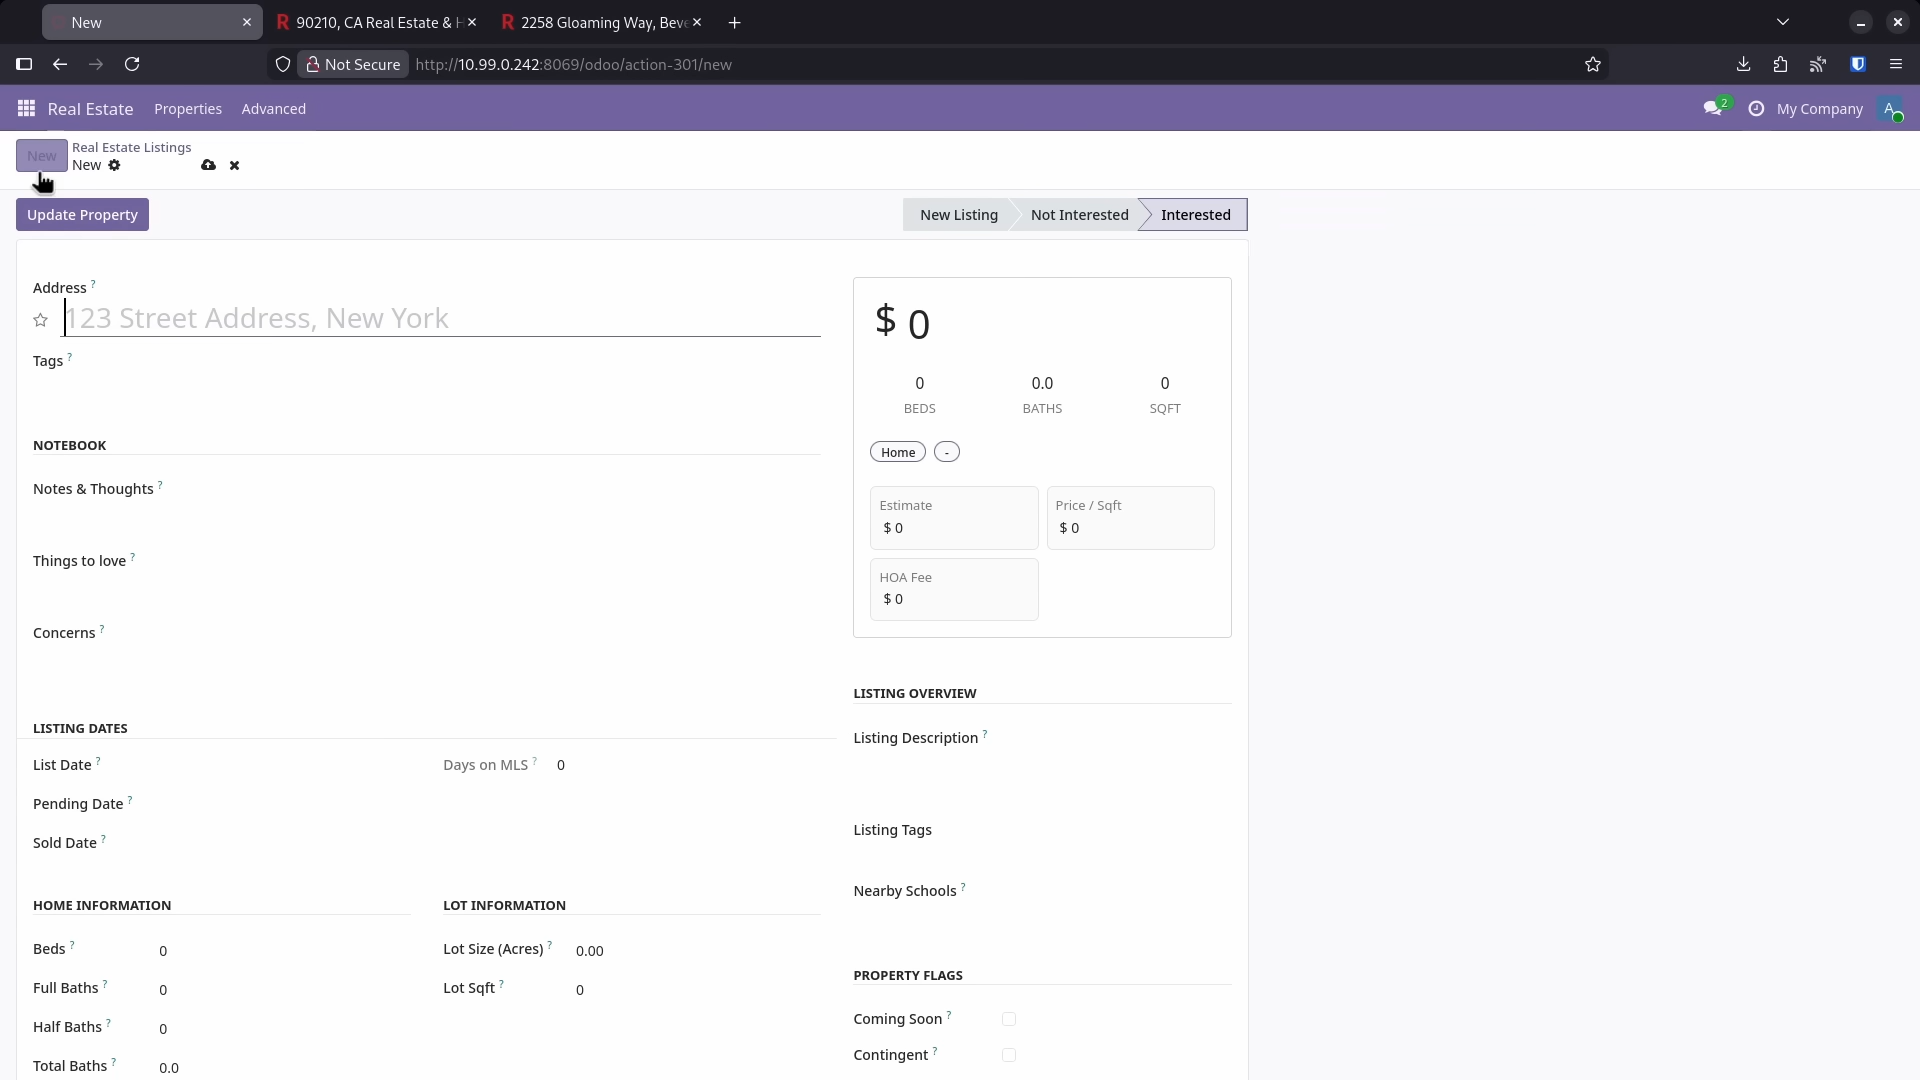 New
90210, CA Real Estate & H
2258 Gloaming Way, Beve
Not Secure
http://10.99.0.242:8069/odoo/action-301/new
Real Estate
Properties
Advanced
2
My Company
A
New
Real Estate Listings
New
Update Property
New Listing
Not Interested
Interested
Address ?
123 Street Address, New York
Tags ?
NOTEBOOK
Notes & Thoughts ?
Things to love ?
Concerns ?
LISTING DATES
List Date ?
Days on MLS ? 0
Pending Date ?
Sold Date ?
HOME INFORMATION
Beds ? 0
Full Baths ? 0
Half Baths ? 0
Total Baths ? 0.0
LOT INFORMATION
Lot Size (Acres) ? 0.00
Lot Sqft ? 0
$ 0
0
BEDS
0.0
BATHS
0
SQFT
Home
-
Estimate
$ 0
Price / Sqft
$ 0
HOA Fee
$ 0
LISTING OVERVIEW
Listing Description ?
Listing Tags
Nearby Schools ?
PROPERTY FLAGS
Coming Soon ?
Contingent ?